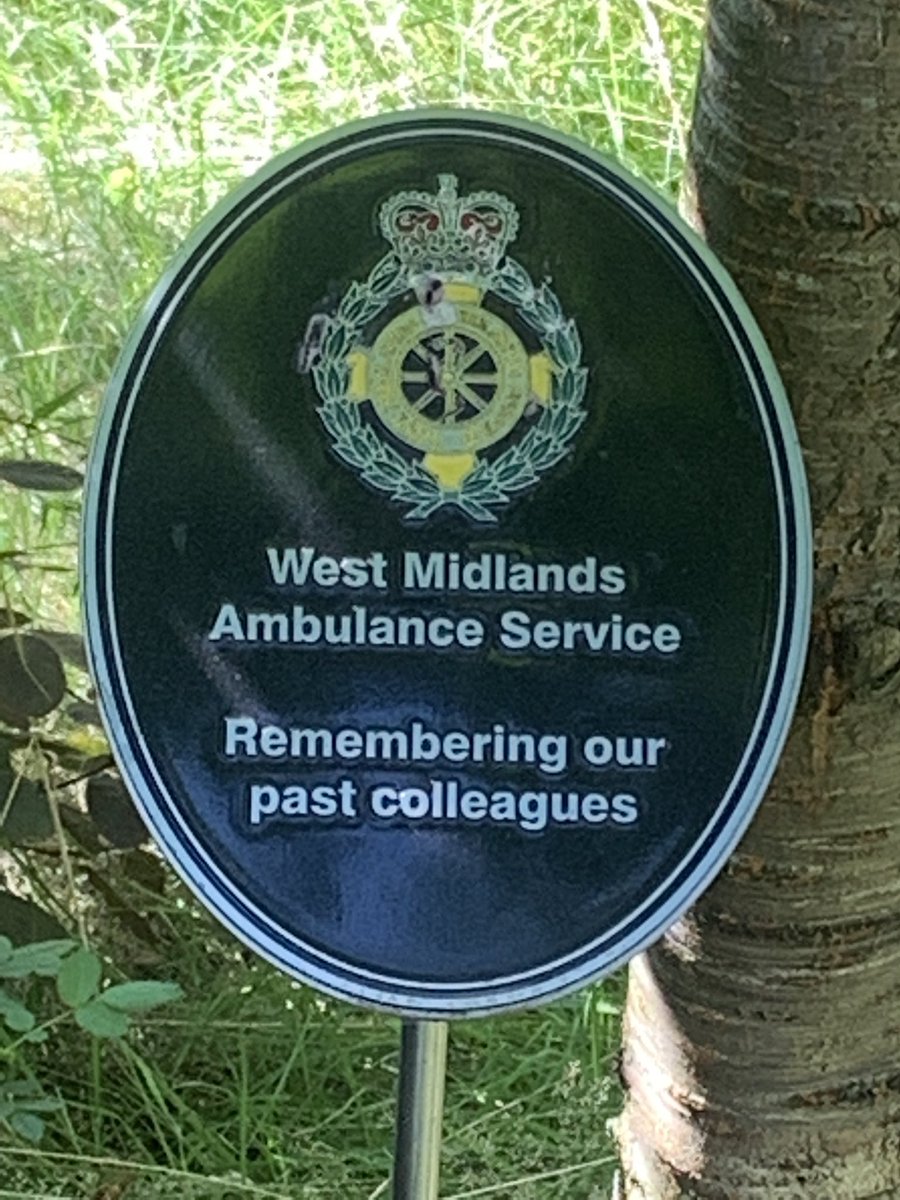 West Midlands
Ambulance Service
Remembering our
past colleagues